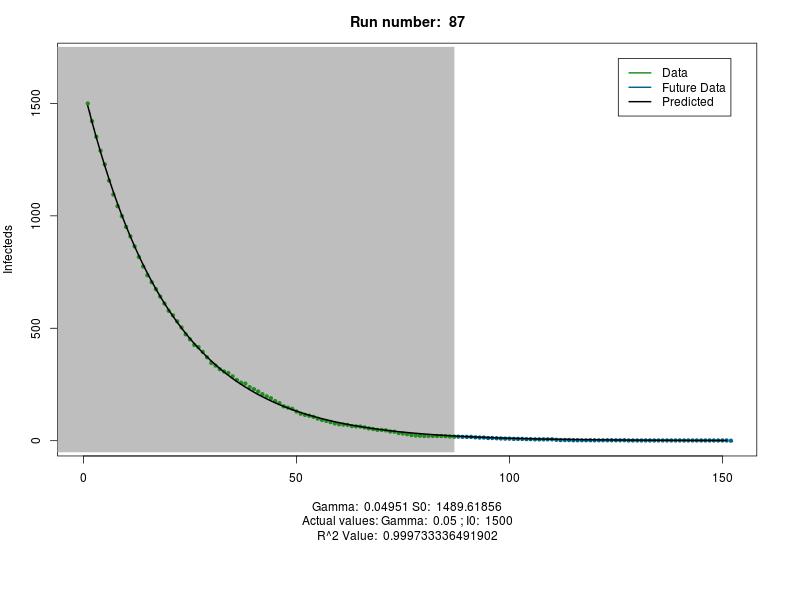 Run number: 87
Data
Future Data
Predicted
Infecteds
1500
1000
500
0
0 50 100 150
Gamma: 0.04951 S0: 1489.61856
Actual values: Gamma: 0.05 ; I0: 1500
R^2 Value: 0.999733336491902